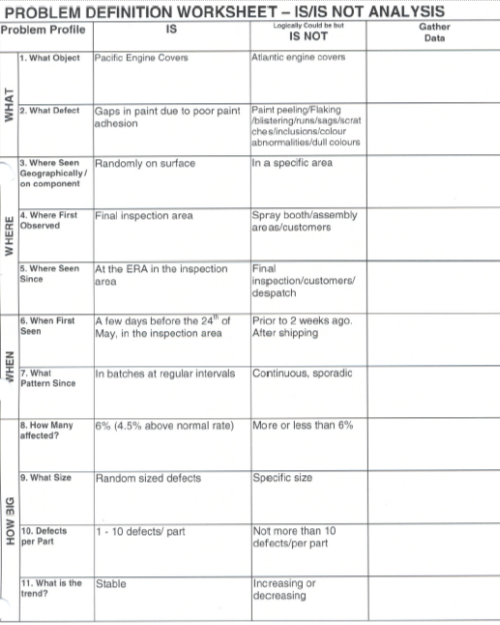 PROBLEM DEFINITION WORKSHEET – IS/IS NOT ANALYSIS
Problem Profile
IS
Logically Could be but
IS NOT
Gather
Data
WHAT
1. What Object
Pacific Engine Covers
Atlantic engine covers
2. What Defect
Gaps in paint due to poor paint
adhesion
Paint peeling/Flaking
/blistering/runs/sags/scrat
ches/inclusions/colour
abnormalities/dull colours
WHERE
3. Where Seen
Geographically/
on component
Randomly on surface
In a specific area
4. Where First
Observed
Final inspection area
Spray booth/assembly
areas/customers
5. Where Seen
Since
At the ERA in the inspection
area
Final
inspection/customers/
despatch
WHEN
6. When First
Seen
A few days before the 24th of
May, in the inspection area
Prior to 2 weeks ago.
After shipping
7. What
Pattern Since
In batches at regular intervals
Continuous, sporadic
HOW BIG
8. How Many
affected?
6% (4.5% above normal rate)
More or less than 6%
9. What Size
Random sized defects
Specific size
10. Defects
per Part
1 - 10 defects/ part
Not more than 10
defects/per part
11. What is the
trend?
Stable
Increasing or
decreasing